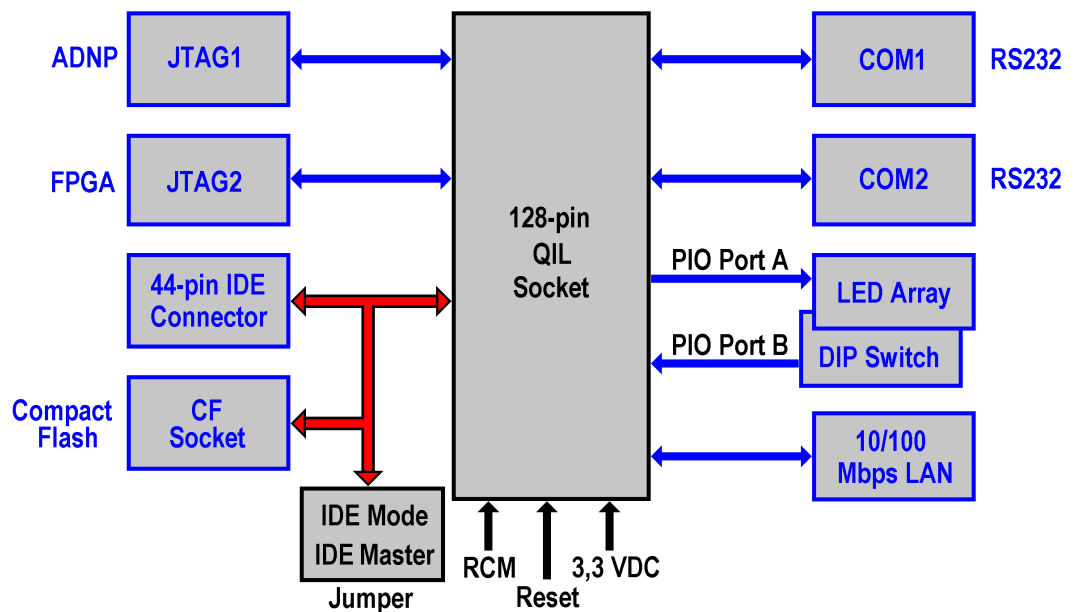 ADNP
JTAG1
FPGA
JTAG2
44-pin IDE
Connector
Compact
Flash
CF
Socket
IDE Mode
IDE Master
Jumper
128-pin
QIL
Socket
RCM
Reset
3,3 VDC
COM1
RS232
COM2
RS232
PIO Port A
LED Array
PIO Port B
DIP Switch
10/100
Mbps LAN